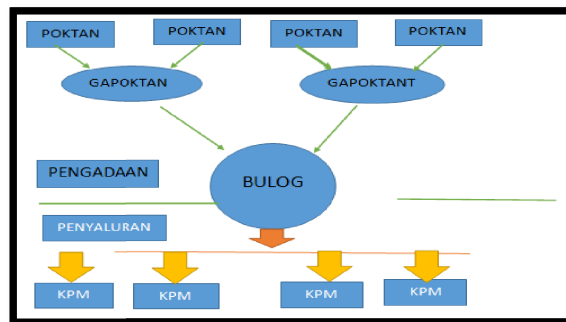 POKTAN
POKTAN
POKTAN
POKTAN
GAPOKTAN
GAPOKTANT
PENGADAAN
BULOG
PENYALURAN
KPM
KPM
KPM
KPM